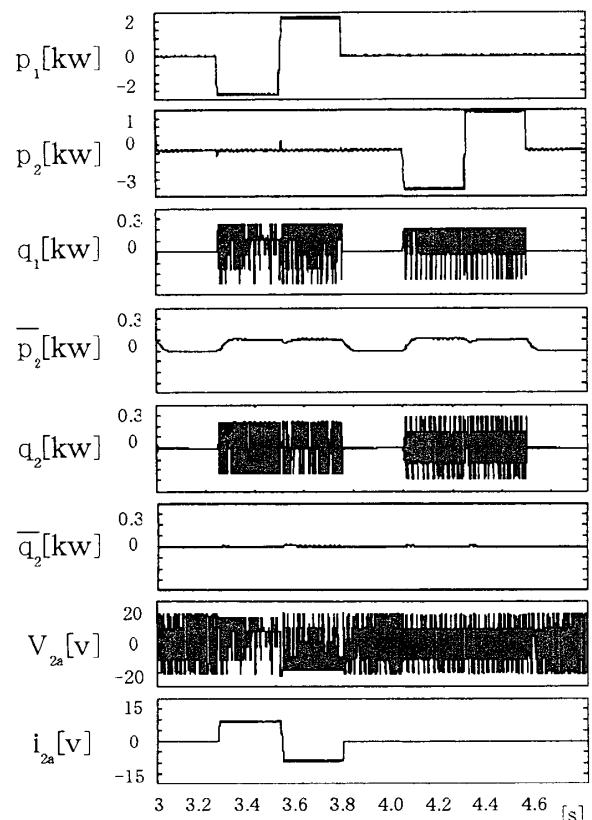 p₁[kw] 2 0 -2
p₂[kw] 1 0 -3
q₁[kw] 0.3 0
p̅₂[kw] 0.3 0
q₂[kw] 0.3 0
q̅₂[kw] 0.3 0
V₂ₐ[v] 20 0 -20
i₂ₐ[v] 15 0 -15
3 3.2 3.4 3.6 3.8 4.0 4.2 4.4 4.6 [s]